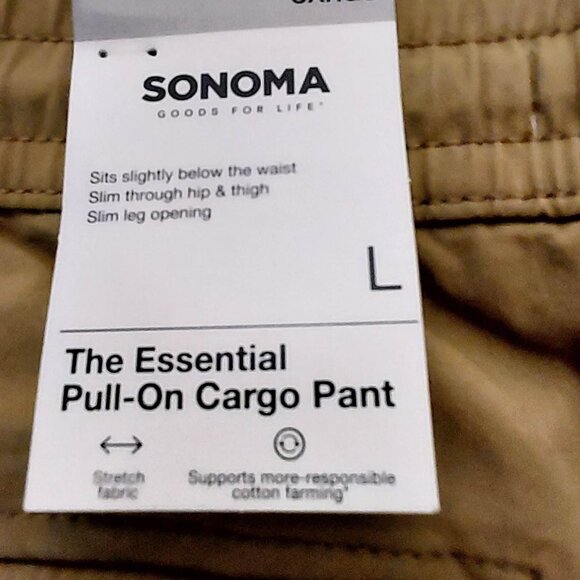 SONOMA
GOODS FOR LIFE
Sits slightly below the waist
Slim through hip & thigh
Slim leg opening
L
The Essential
Pull-On Cargo Pant
Stretch
fabric
Supports more-responsible
cotton farming